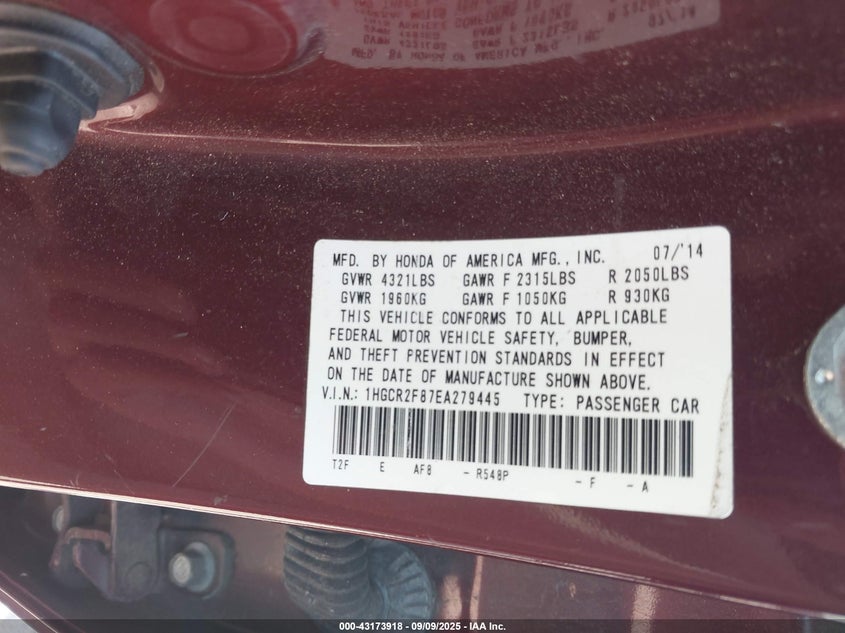 MFD. BY HONDA OF AMERICA MFG., INC. 07/'14
GVWR 4321LBS GAWR F 2315LBS R 2050LBS
GVWR 1960KG GAWR F 1050KG R 930KG
THIS VEHICLE CONFORMS TO ALL APPLICABLE
FEDERAL MOTOR VEHICLE SAFETY, BUMPER,
AND THEFT PREVENTION STANDARDS IN EFFECT
ON THE DATE OF MANUFACTURE SHOWN ABOVE.
V.I.N.: 1HGCR2F87EA279445 TYPE: PASSENGER CAR
T2F E AF8 - R548P - F - A
000-43173918 - 09/09/2025 - IAA Inc.